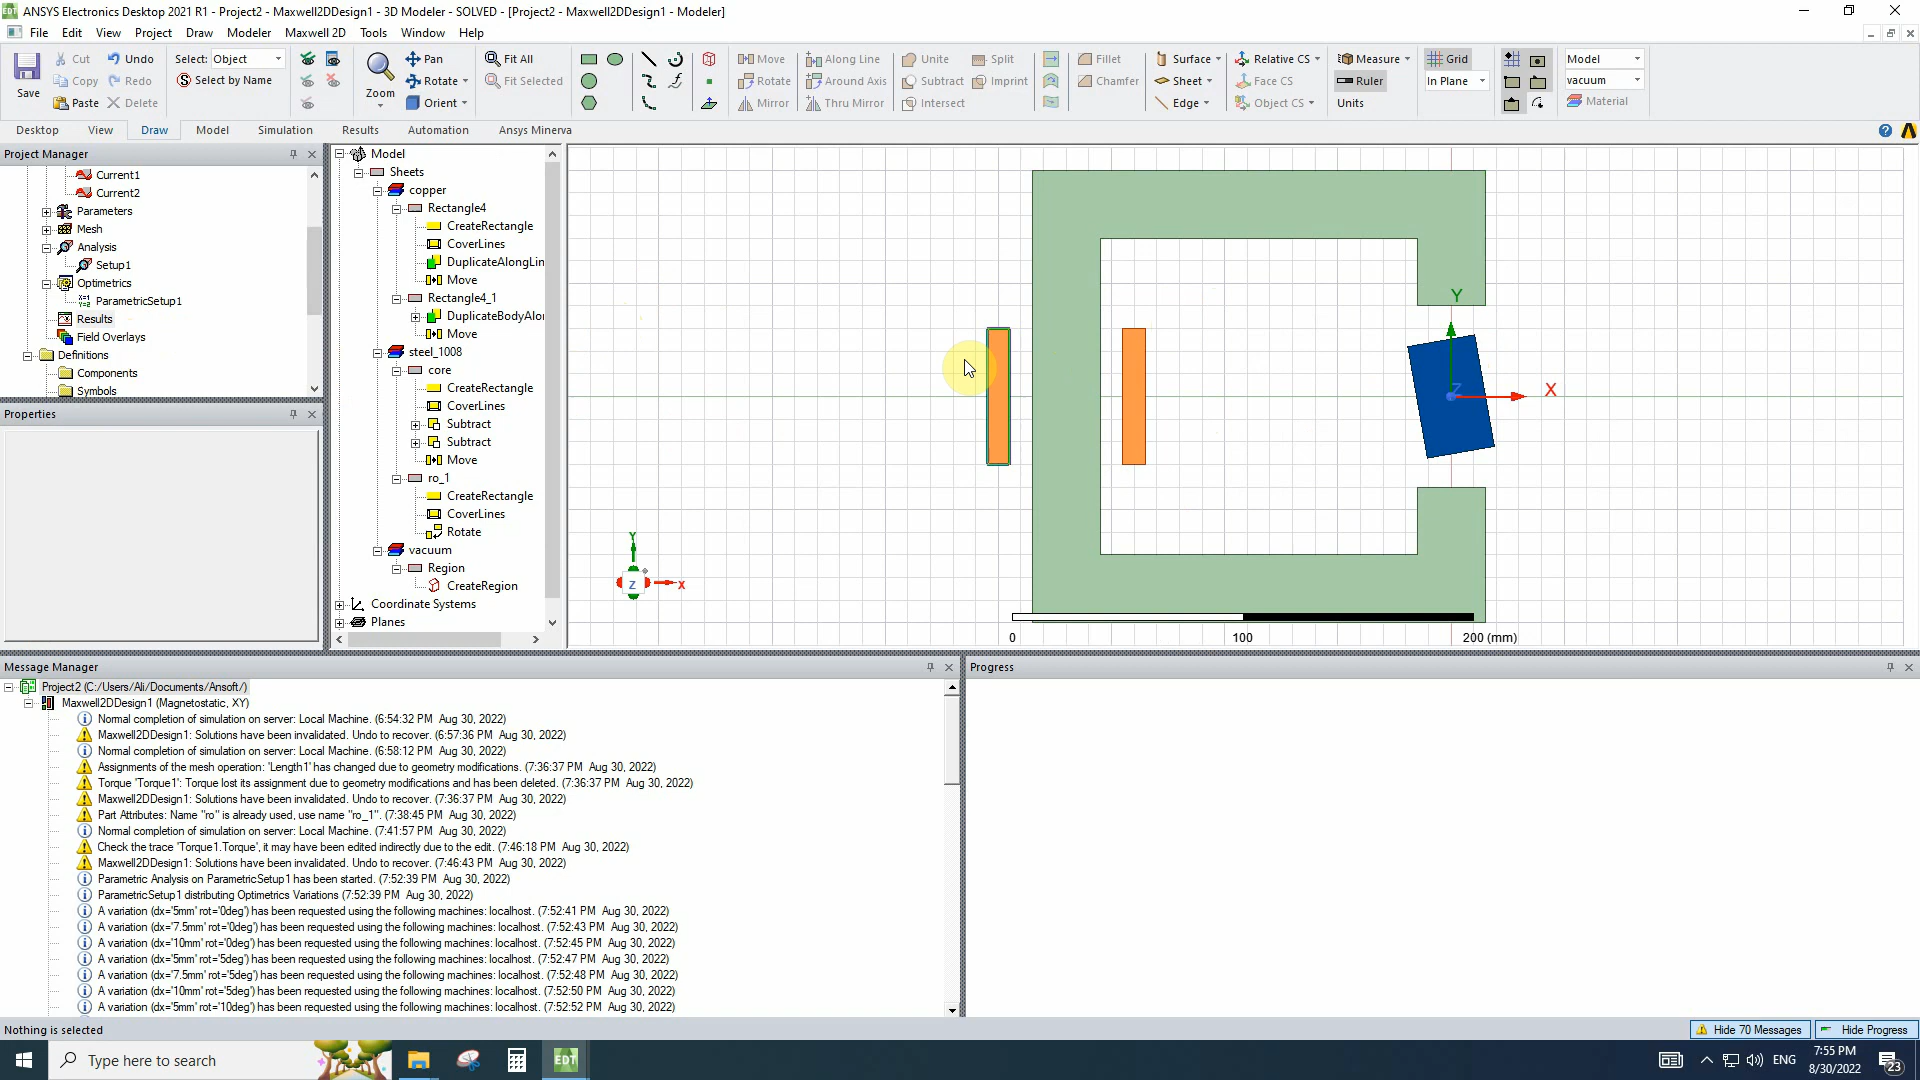 ANSYS Electronics Desktop 2021 R1 - Project2 - Maxwell2DDesign1 - 3D Modeler - SOLVED - [Project2 - Maxwell2DDesign1 - Modeler]
File Edit View Project Draw Modeler Maxwell 2D Tools Window Help
Save
Cut
Copy
Paste
Undo
Redo
Delete
Select: Object
Select by Name
Zoom
Pan
Rotate
Orient
Fit All
Fit Selected
Move
Rotate
Mirror
Along Line
Around Axis
Thru Mirror
Unite
Subtract
Intersect
Split
Imprint
Fillet
Chamfer
Surface
Sheet
Edge
Relative CS
Face CS
Object CS
Measure
Ruler
Units
Grid
In Plane
Model
vacuum
Material
Desktop View Draw Model Simulation Results Automation Ansys Minerva
Project Manager
Current1
Current2
Parameters
Mesh
Analysis
Setup1
Optimetrics
ParametricSetup1
Results
Field Overlays
Definitions
Components
Symbols
Properties
Model
Sheets
copper
Rectangle4
CreateRectangle
CoverLines
DuplicateAlongLin
Move
Rectangle4_1
DuplicateBodyAlo
Move
steel_1008
core
CreateRectangle
CoverLines
Subtract
Subtract
Move
ro_1
CreateRectangle
CoverLines
Rotate
vacuum
Region
CreateRegion
Coordinate Systems
Planes
Y
Z
X
Y
Z
X
0 100 200 (mm)
Message Manager
Project2 (C:/Users/Ali/Documents/Ansoft/)
Maxwell2DDesign1 (Magnetostatic, XY)
Normal completion of simulation on server: Local Machine. (6:54:32 PM Aug 30, 2022)
Maxwell2DDesign1: Solutions have been invalidated. Undo to recover. (6:57:36 PM Aug 30, 2022)
Normal completion of simulation on server: Local Machine. (6:58:12 PM Aug 30, 2022)
Assignments of the mesh operation: 'Length1' has changed due to geometry modifications. (7:36:37 PM Aug 30, 2022)
Torque 'Torque1': Torque lost its assignment due to geometry modifications and has been deleted. (7:36:37 PM Aug 30, 2022)
Maxwell2DDesign1: Solutions have been invalidated. Undo to recover. (7:36:37 PM Aug 30, 2022)
Part Attributes: Name "ro" is already used, use name "ro_1". (7:38:45 PM Aug 30, 2022)
Normal completion of simulation on server: Local Machine. (7:41:57 PM Aug 30, 2022)
Check the trace 'Torque1.Torque', it may have been edited indirectly due to the edit. (7:46:18 PM Aug 30, 2022)
Maxwell2DDesign1: Solutions have been invalidated. Undo to recover. (7:46:43 PM Aug 30, 2022)
Parametric Analysis on ParametricSetup1 has been started. (7:52:39 PM Aug 30, 2022)
ParametricSetup1 distributing Optimetrics Variations (7:52:39 PM Aug 30, 2022)
A variation (dx='5mm' rot='0deg') has been requested using the following machines: localhost. (7:52:41 PM Aug 30, 2022)
A variation (dx='7.5mm' rot='0deg') has been requested using the following machines: localhost. (7:52:43 PM Aug 30, 2022)
A variation (dx='10mm' rot='0deg') has been requested using the following machines: localhost. (7:52:45 PM Aug 30, 2022)
A variation (dx='5mm' rot='5deg') has been requested using the following machines: localhost. (7:52:47 PM Aug 30, 2022)
A variation (dx='7.5mm' rot='5deg') has been requested using the following machines: localhost. (7:52:48 PM Aug 30, 2022)
A variation (dx='10mm' rot='5deg') has been requested using the following machines: localhost. (7:52:50 PM Aug 30, 2022)
A variation (dx='5mm' rot='10deg') has been requested using the following machines: localhost. (7:52:52 PM Aug 30, 2022)
Progress
Nothing is selected
Hide 70 Messages
Hide Progress
Type here to search
EDT
ENG
7:55 PM
8/30/2022
23